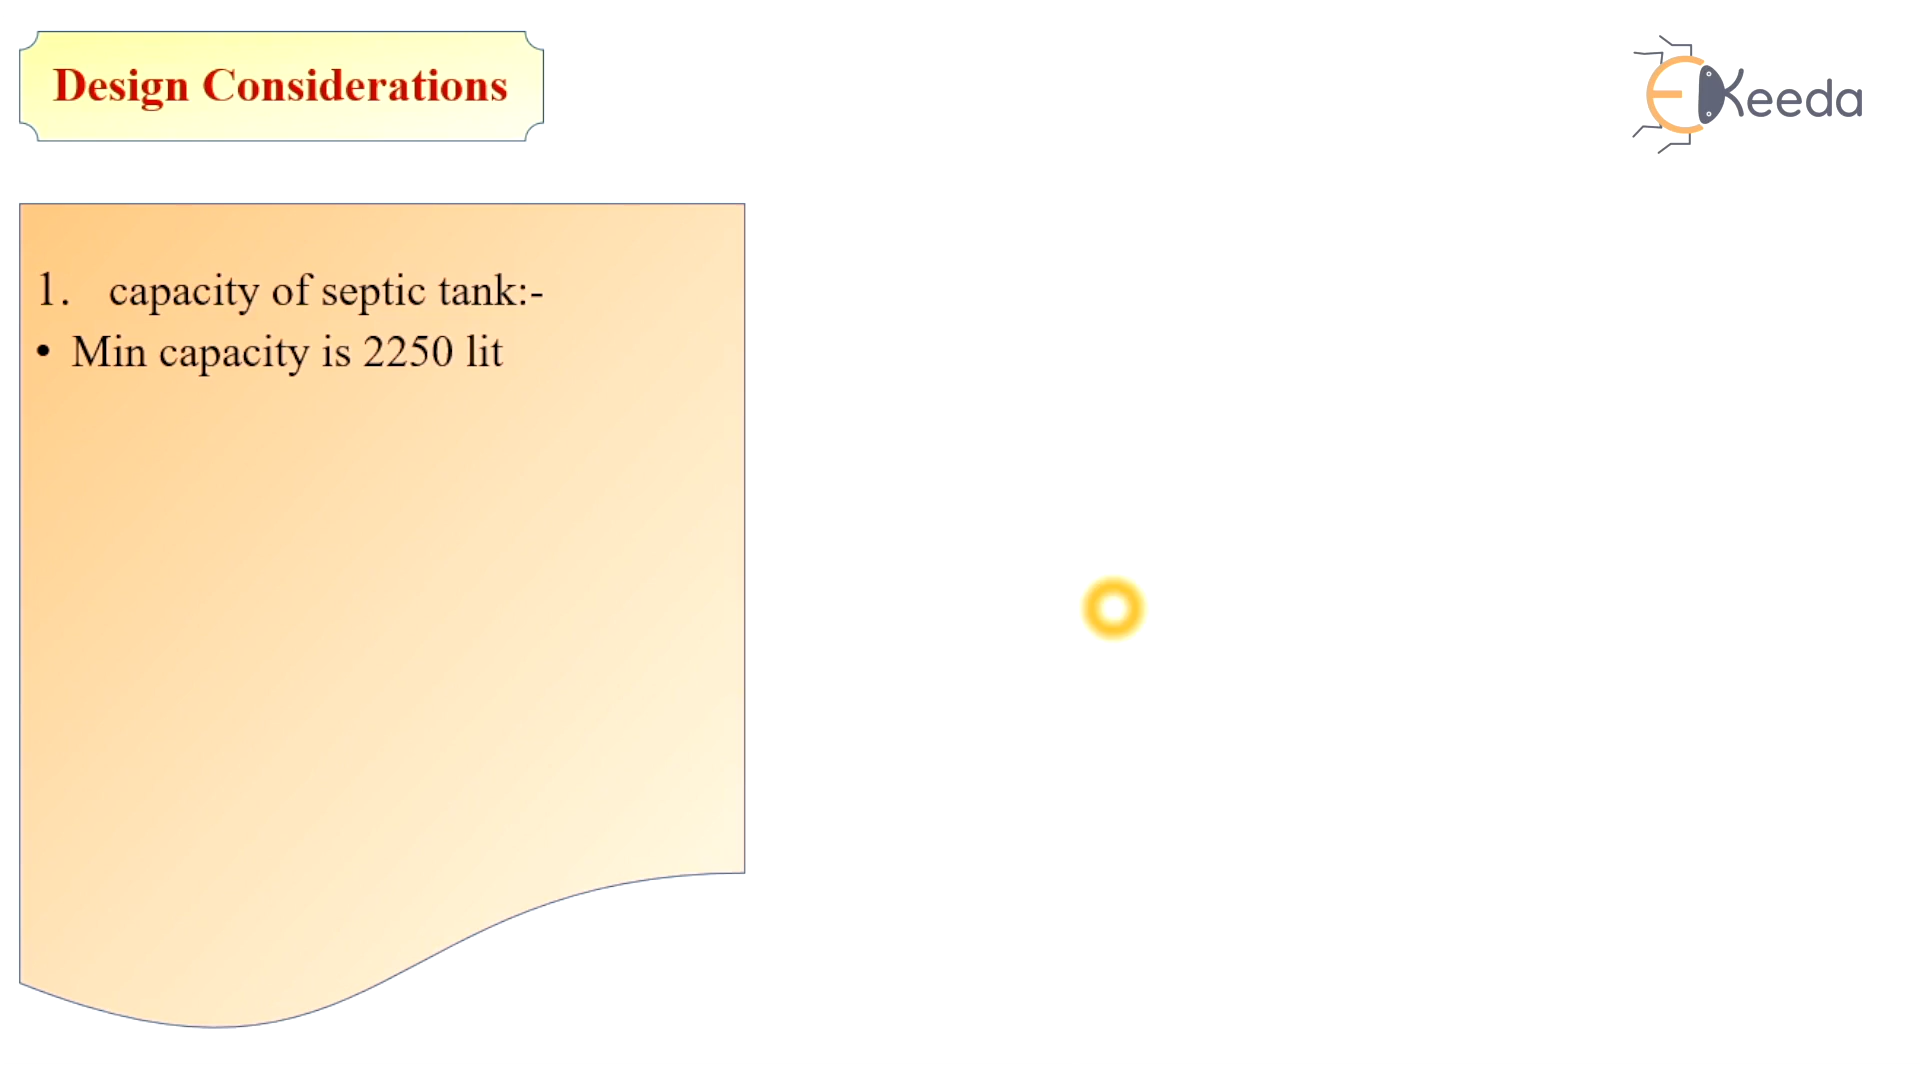 Design Considerations
EKeeda
1. capacity of septic tank:-
• Min capacity is 2250 lit